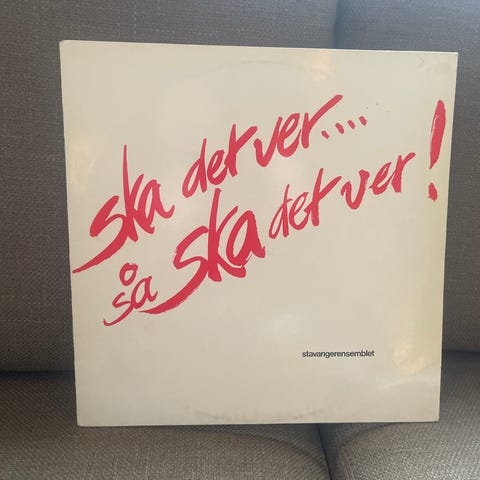 ska det ver....
så ska det ver!
stavangerensemblet